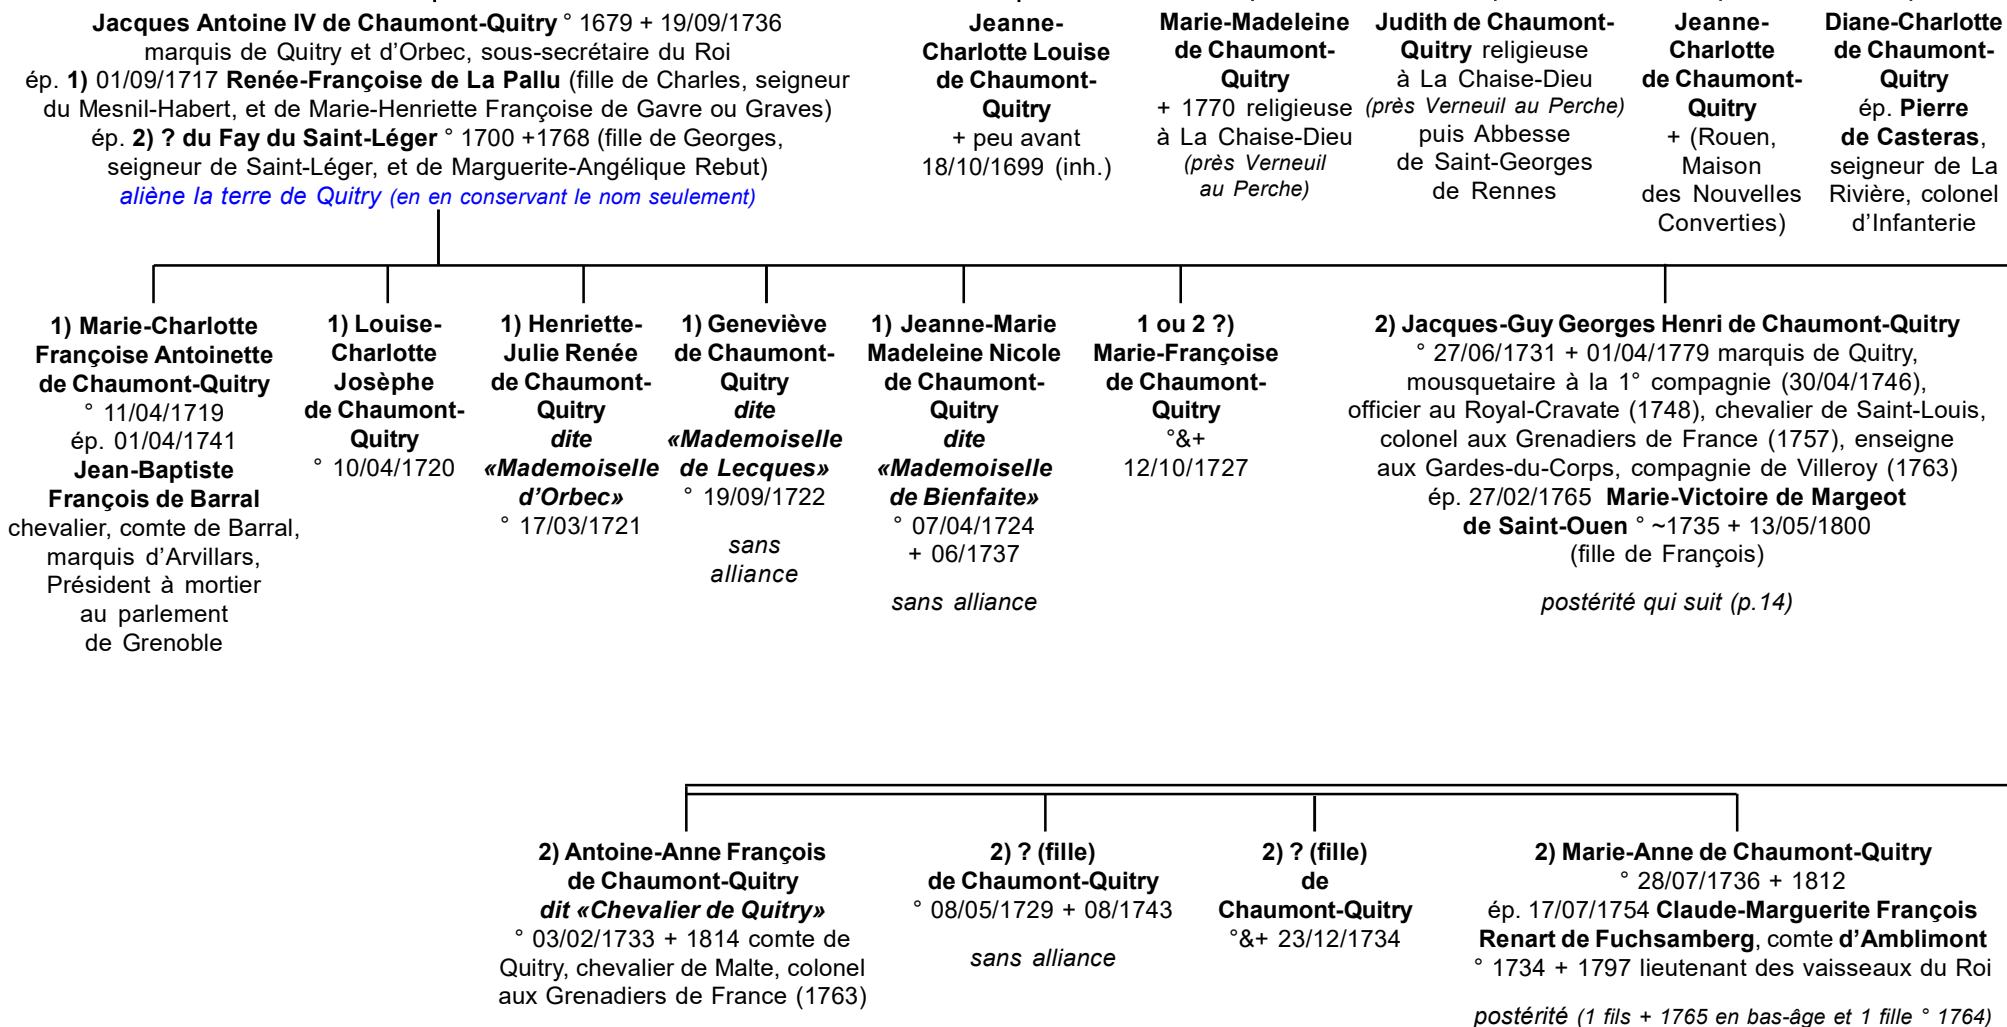 Jacques Antoine IV de Chaumont-Quitry ° 1679 + 19/09/1736
marquis de Quitry et d'Orbec, sous-secrétaire du Roi
ép. 1) 01/09/1717 Renée-Françoise de La Pallu (fille de Charles, seigneur
du Mesnil-Habert, et de Marie-Henriette Françoise de Gavre ou Graves)
ép. 2) ? du Fay du Saint-Léger ° 1700 +1768 (fille de Georges,
seigneur de Saint-Léger, et de Marguerite-Angélique Rebut)
aliène la terre de Quitry (en en conservant le nom seulement)
Jeanne-
Charlotte Louise
de Chaumont-
Quitry
+ peu avant
18/10/1699 (inh.)
Marie-Madeleine
de Chaumont-
Quitry
+ 1770 religieuse
à La Chaise-Dieu
(près Verneuil
au Perche)
Judith de Chaumont-
Quitry religieuse
à La Chaise-Dieu
(près Verneuil au Perche)
puis Abbesse
de Saint-Georges
de Rennes
Jeanne-
Charlotte
de Chaumont-
Quitry
+ (Rouen,
Maison
des Nouvelles
Converties)
Diane-Charlotte
de Chaumont-
Quitry
ép. Pierre
de Casteras,
seigneur de La
Rivière, colonel
d'Infanterie
1) Marie-Charlotte
Françoise Antoinette
de Chaumont-Quitry
° 11/04/1719
ép. 01/04/1741
Jean-Baptiste
François de Barral
chevalier, comte de Barral,
marquis d'Arvillars,
Président à mortier
au parlement
de Grenoble
1) Louise-
Charlotte
Josèphe
de Chaumont-
Quitry
° 10/04/1720
1) Henriette-
Julie Renée
de Chaumont-
Quitry
dite
«Mademoiselle
d'Orbec»
° 17/03/1721
1) Geneviève
de Chaumont-
Quitry
dite
«Mademoiselle
de Lecques»
° 19/09/1722
sans
alliance
1) Jeanne-Marie
Madeleine Nicole
de Chaumont-
Quitry
dite
«Mademoiselle
de Bienfaite»
° 07/04/1724
+ 06/1737
sans alliance
1 ou 2 ?)
Marie-Françoise
de Chaumont-
Quitry
°&+
12/10/1727
2) Jacques-Guy Georges Henri de Chaumont-Quitry
° 27/06/1731 + 01/04/1779 marquis de Quitry,
mousquetaire à la 1° compagnie (30/04/1746),
officier au Royal-Cravate (1748), chevalier de Saint-Louis,
colonel aux Grenadiers de France (1757), enseigne
aux Gardes-du-Corps, compagnie de Villeroy (1763)
ép. 27/02/1765 Marie-Victoire de Margeot
de Saint-Ouen ° ~1735 + 13/05/1800
(fille de François)
postérité qui suit (p.14)
2) Antoine-Anne François
de Chaumont-Quitry
dit «Chevalier de Quitry»
° 03/02/1733 + 1814 comte de
Quitry, chevalier de Malte, colonel
aux Grenadiers de France (1763)
2) ? (fille)
de Chaumont-Quitry
° 08/05/1729 + 08/1743
sans alliance
2) ? (fille)
de
Chaumont-Quitry
°&+ 23/12/1734
2) Marie-Anne de Chaumont-Quitry
° 28/07/1736 + 1812
ép. 17/07/1754 Claude-Marguerite François
Renart de Fuchsamberg, comte d'Amblimont
° 1734 + 1797 lieutenant des vaisseaux du Roi
postérité (1 fils + 1765 en bas-âge et 1 fille ° 1764)